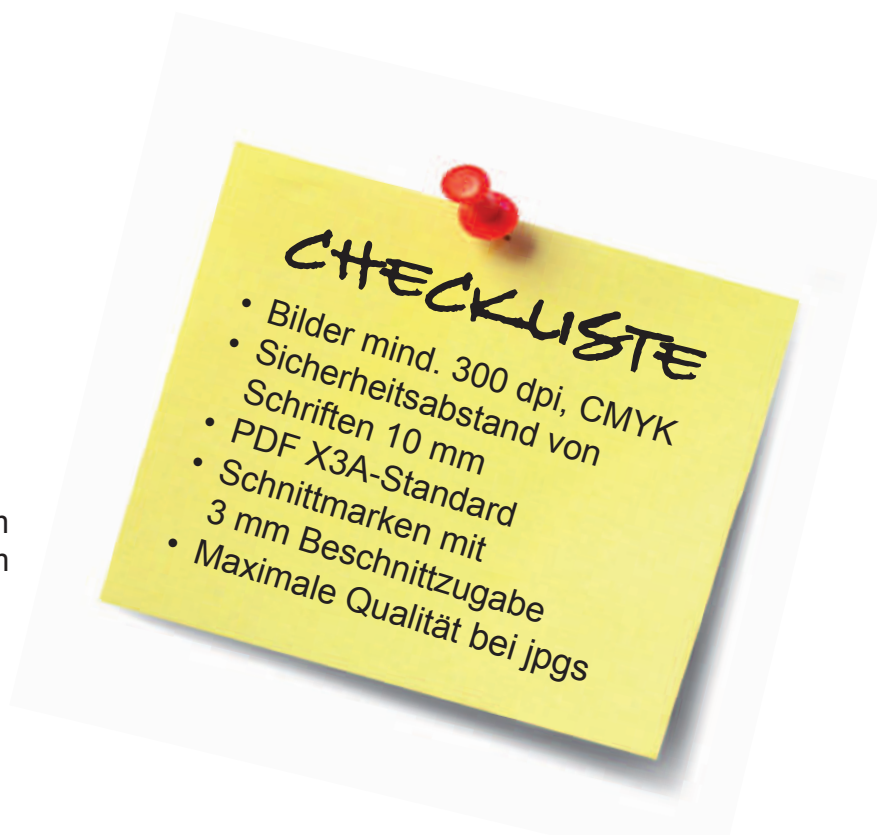 CHECKLISTE
• Bilder mind. 300 dpi, CMYK
• Sicherheitsabstand von
Schriften 10 mm
• PDF X3A-Standard
• Schnittmarken mit
3 mm Beschnittzugabe
• Maximale Qualität bei jpgs
n
n